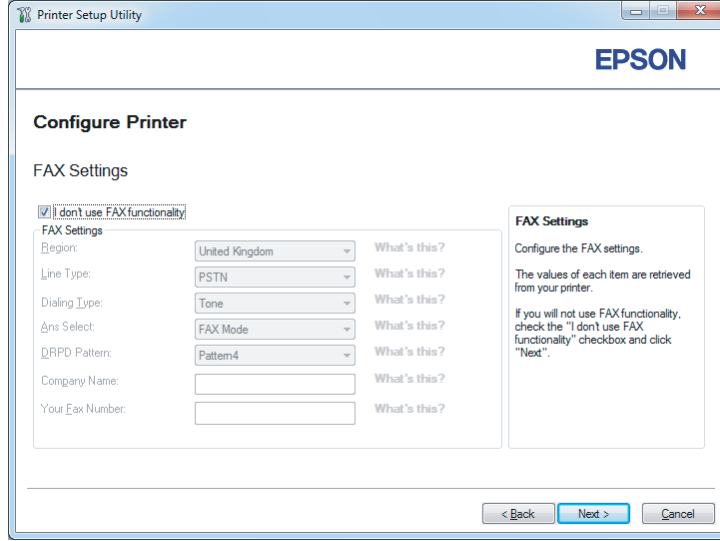 Printer Setup Utility
EPSON
Configure Printer
FAX Settings
I don't use FAX functionality
FAX Settings
Region: United Kingdom What's this?
Line Type: PSTN What's this?
Dialing Type: Tone What's this?
Ans Select: FAX Mode What's this?
DRPD Pattern: Pattern4 What's this?
Company Name: What's this?
Your Fax Number: What's this?
FAX Settings
Configure the FAX settings.
The values of each item are retrieved
from your printer.
If you will not use FAX functionality,
check the "I don't use FAX
functionality" checkbox and click
"Next".
< Back Next > Cancel